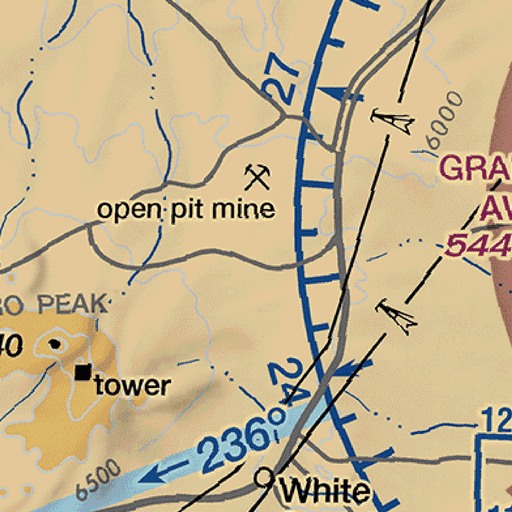 27
6000
GRA
AV
544
open pit mine
RO PEAK
40
tower
24
236°
12
6500
White